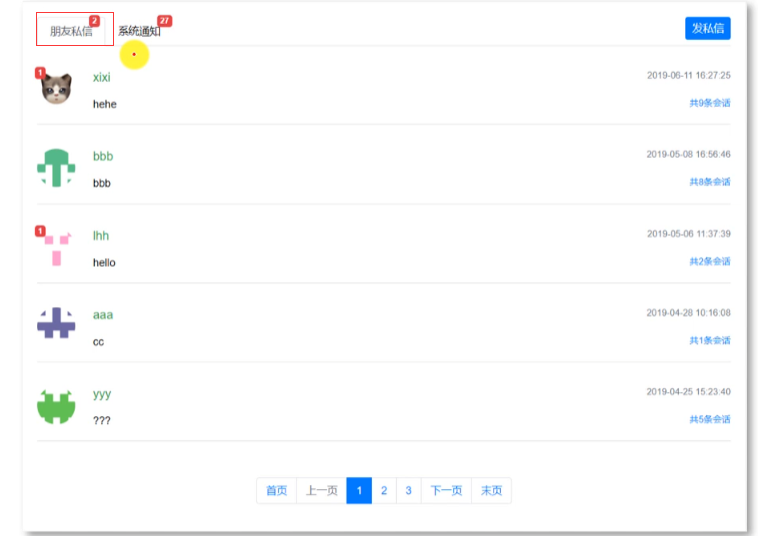 朋友私信 2 系统通知 27 发私信
1 xixi 2019-06-11 16:27:25
hehe 共9条会话
bbb 2019-05-08 16:56:46
bbb 共8条会话
1 lhh 2019-05-06 11:37:39
hello 共2条会话
aaa 2019-04-28 10:16:08
cc 共1条会话
yyy 2019-04-25 15:23:40
??? 共5条会话
首页 上一页 1 2 3 下一页 末页